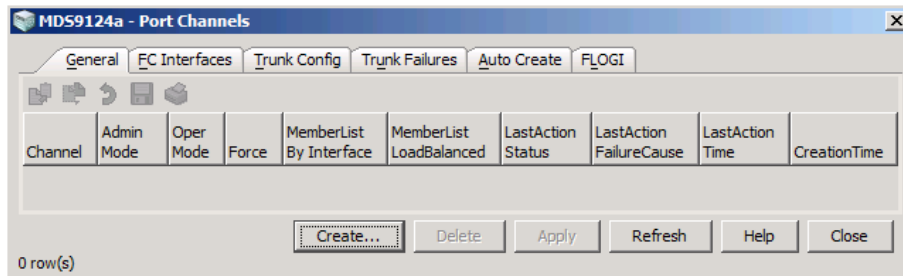 MDS9124a - Port Channels
General FC Interfaces Trunk Config Trunk Failures Auto Create FLOGI
Admin Oper MemberList MemberList LastAction LastAction LastAction
Channel Mode Mode Force By Interface LoadBalanced Status FailureCause Time CreationTime
Create... Delete Apply Refresh Help Close
0 row(s)